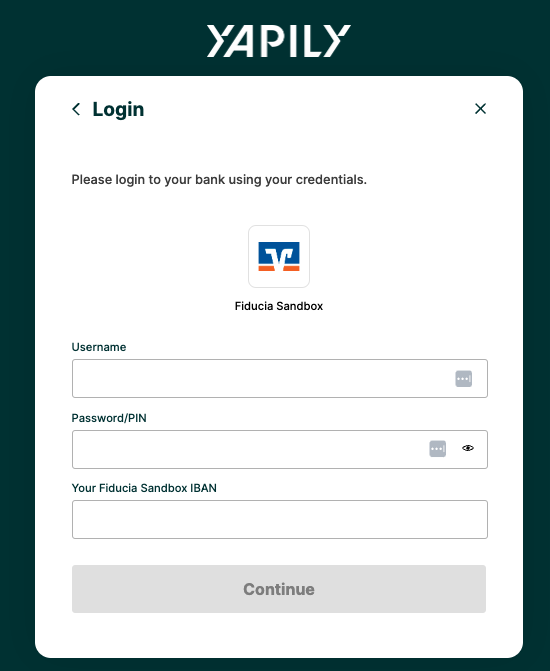 YAPILY
Login
Please login to your bank using your credentials.
Fiducia Sandbox
Username
Password/PIN
Your Fiducia Sandbox IBAN
Continue